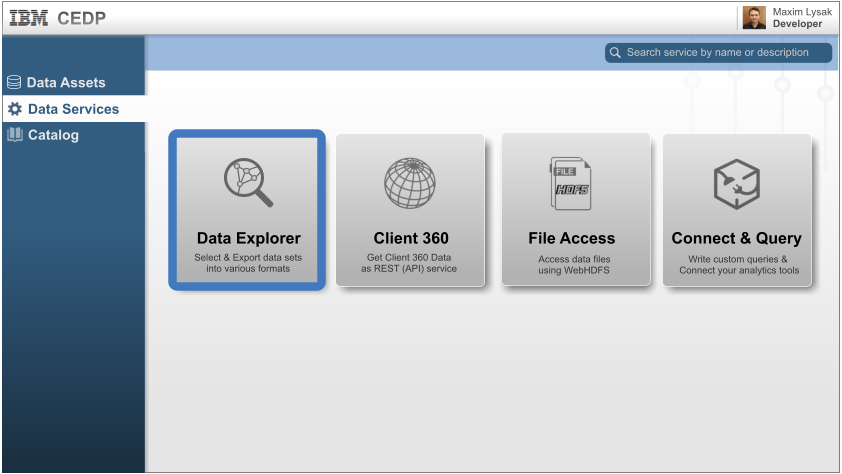 IBM CEDP
Maxim Lysak
Developer
Search service by name or description
Data Assets
Data Services
Catalog
Data Explorer
Select & Export data sets
into various formats
Client 360
Get Client 360 Data
as REST (API) service
FILE
HDFS
File Access
Access data files
using WebHDFS
Connect & Query
Write custom queries &
Connect your analytics tools